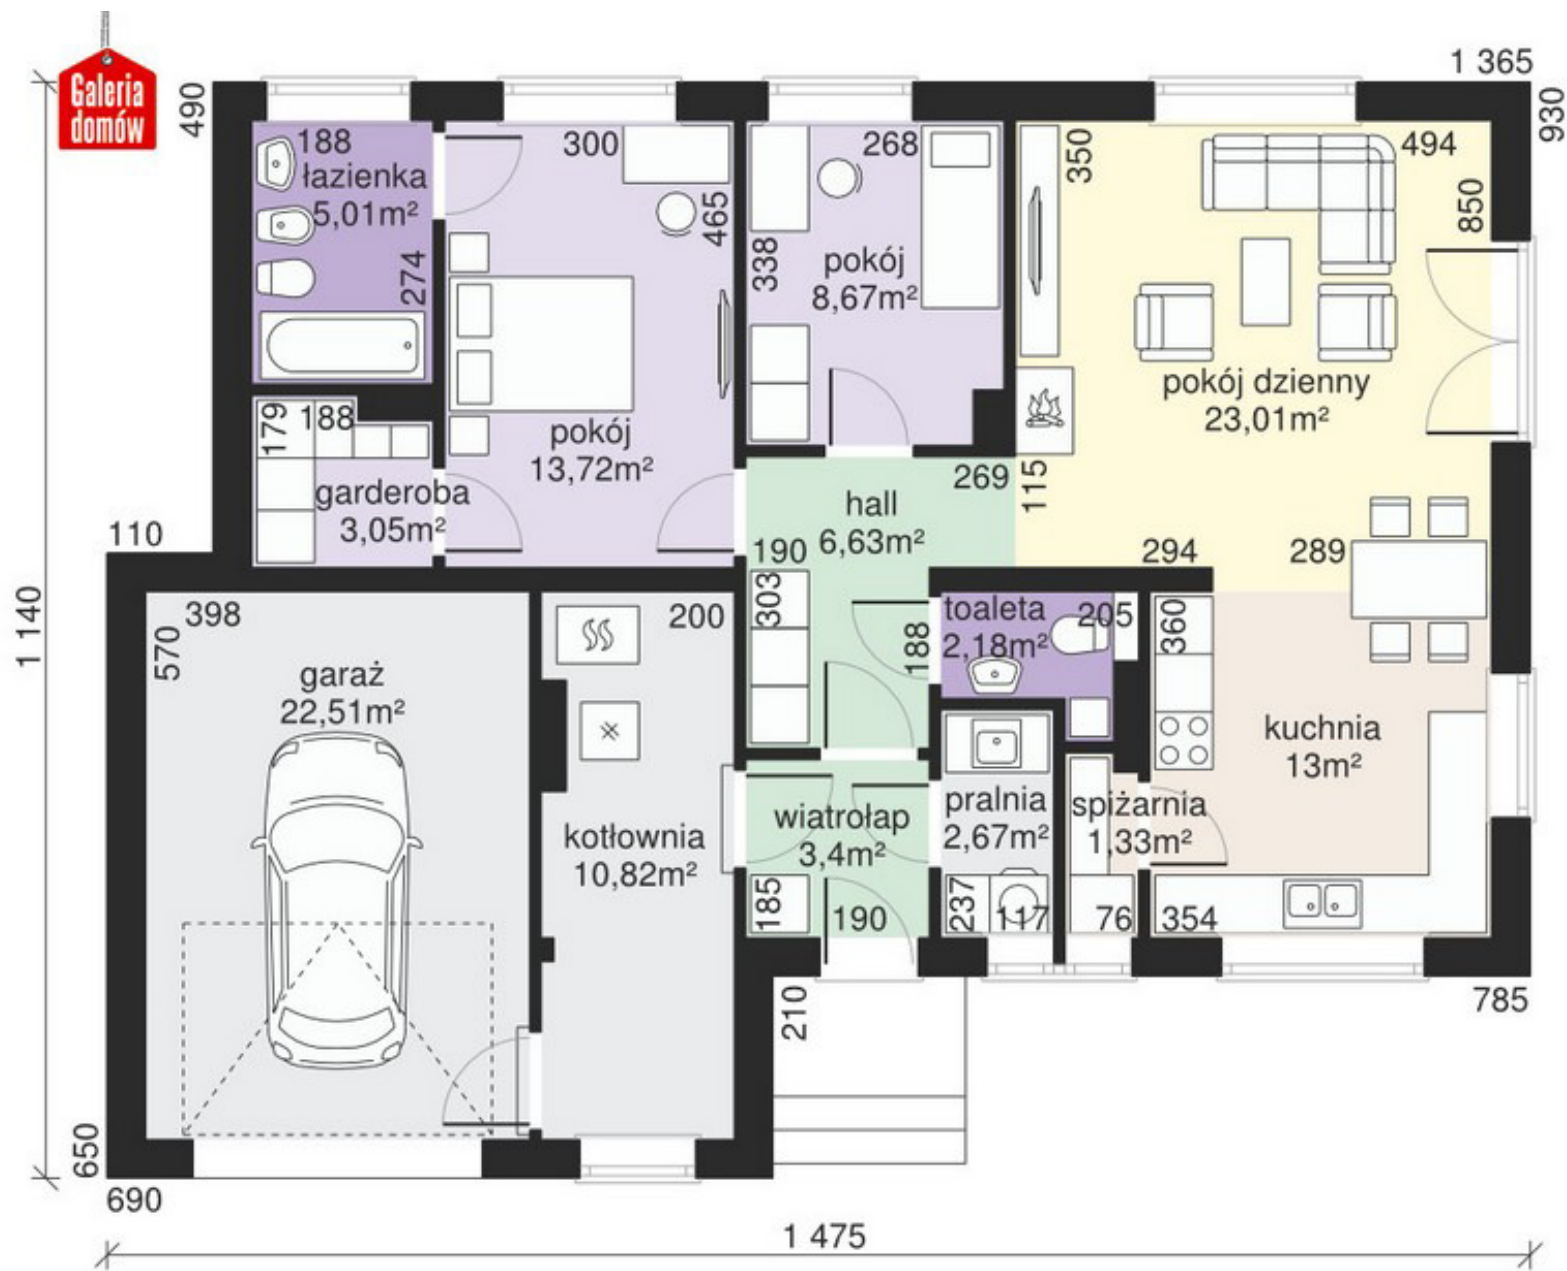 Galeria
domów
1 365
490
930
188
łazienka
5,01m²
274
300
465
268
338
pokój
8,67m²
350
494
850
pokój dzienny
23,01m²
179
188
garderoba
3,05m²
pokój
13,72m²
269
115
hall
6,63m²
190
303
294
289
110
1 140
398
570
garaż
22,51m²
200
188
toaleta
2,18m²
205
360
kuchnia
13m²
kotłownia
10,82m²
wiatrołap
3,4m²
185
190
pralnia
2,67m²
237
117
spiżarnia
1,33m²
76
354
210
785
650
690
1 475